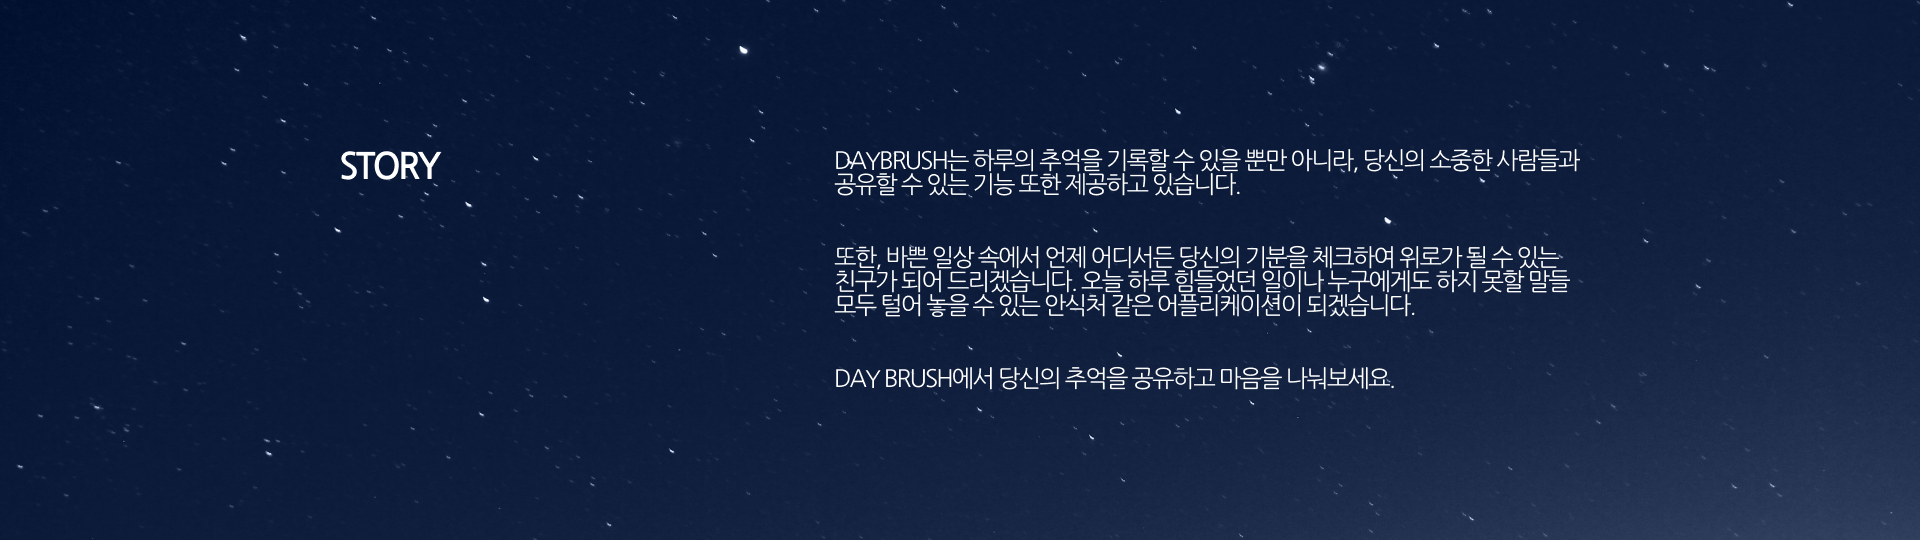 STORY
DAYBRUSH는 하루의 추억을 기록할 수 있을 뿐만 아니라, 당신의 소중한 사람들과
공유할 수 있는 기능 또한 제공하고 있습니다.
또한, 바쁜 일상 속에서 언제 어디서든 당신의 기분을 체크하여 위로가 될 수 있는
친구가 되어 드리겠습니다. 오늘 하루 힘들었던 일이나 누구에게도 하지 못할 말들
모두 털어 놓을 수 있는 안식처 같은 어플리케이션이 되겠습니다.
DAY BRUSH에서 당신의 추억을 공유하고 마음을 나눠보세요.